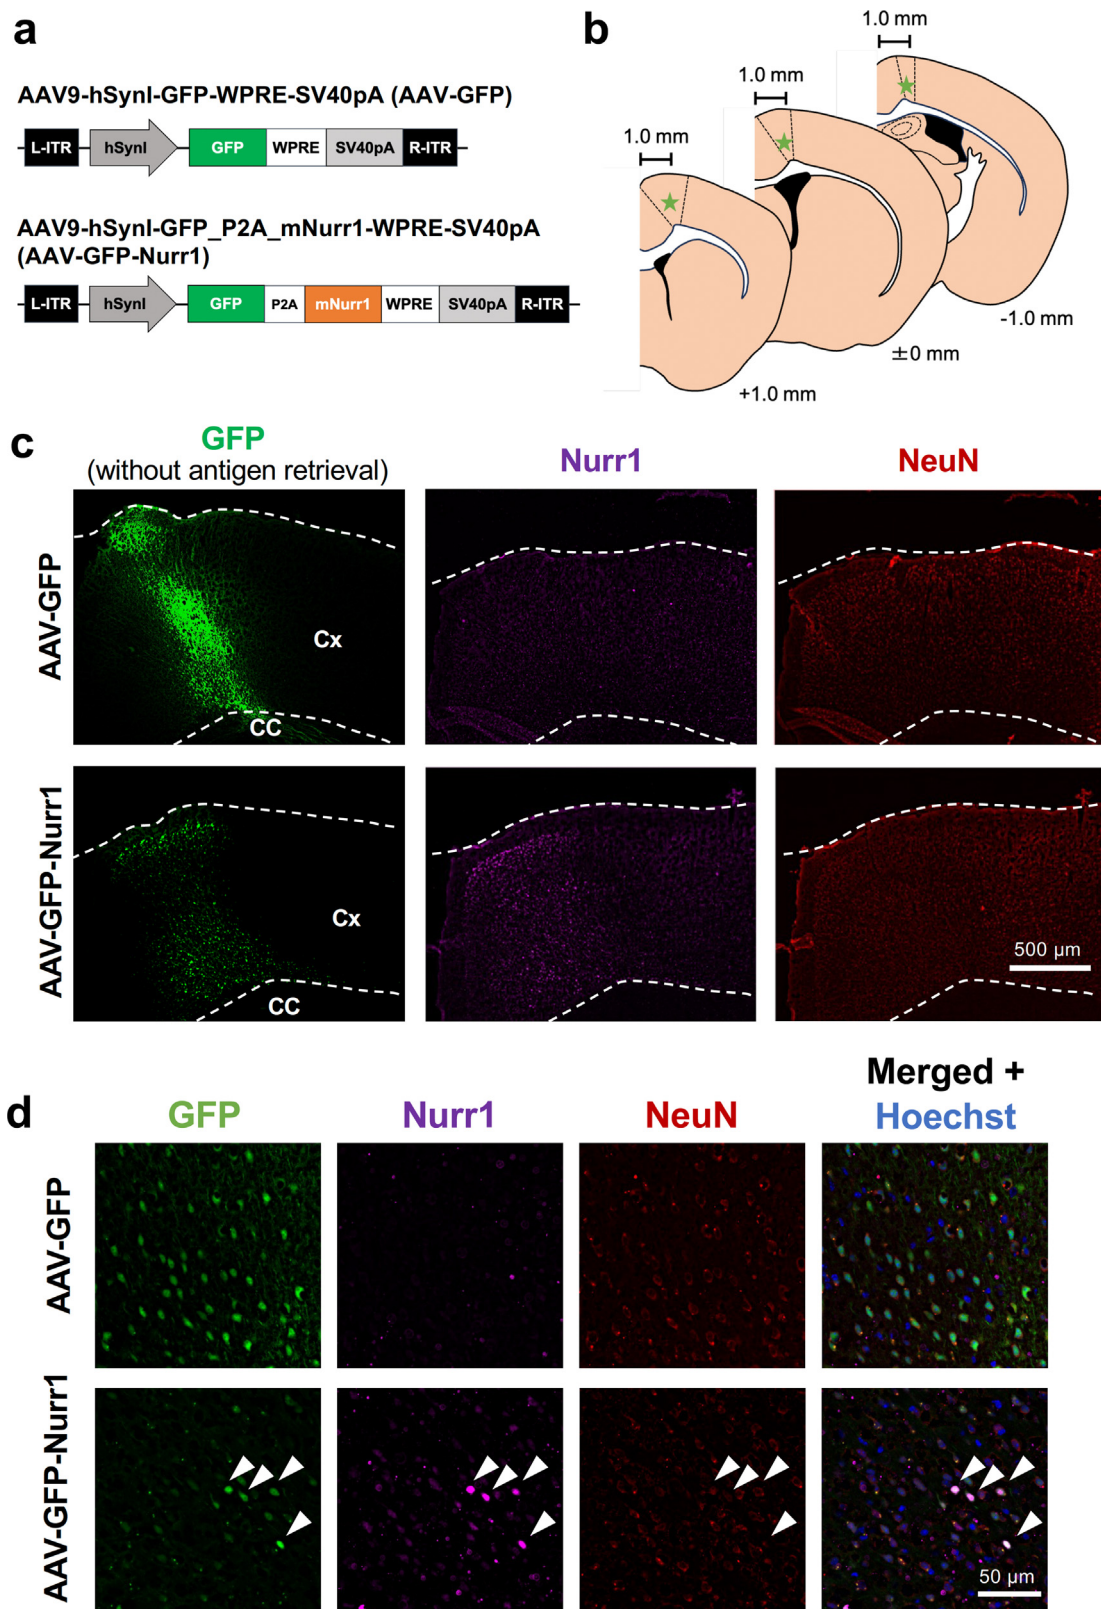 a
AAV9-hSynI-GFP-WPRE-SV40pA (AAV-GFP)
L-ITR hSynI GFP WPRE SV40pA R-ITR
AAV9-hSynI-GFP_P2A_mNurr1-WPRE-SV40pA
(AAV-GFP-Nurr1)
L-ITR hSynI GFP P2A mNurr1 WPRE SV40pA R-ITR
b
1.0 mm
1.0 mm
1.0 mm
-1.0 mm
±0 mm
+1.0 mm
c
GFP
(without antigen retrieval)
Nurr1
NeuN
AAV-GFP
Cx
CC
AAV-GFP-Nurr1
Cx
CC
500 µm
d
GFP
Nurr1
NeuN
Merged +
Hoechst
AAV-GFP
AAV-GFP-Nurr1
50 µm